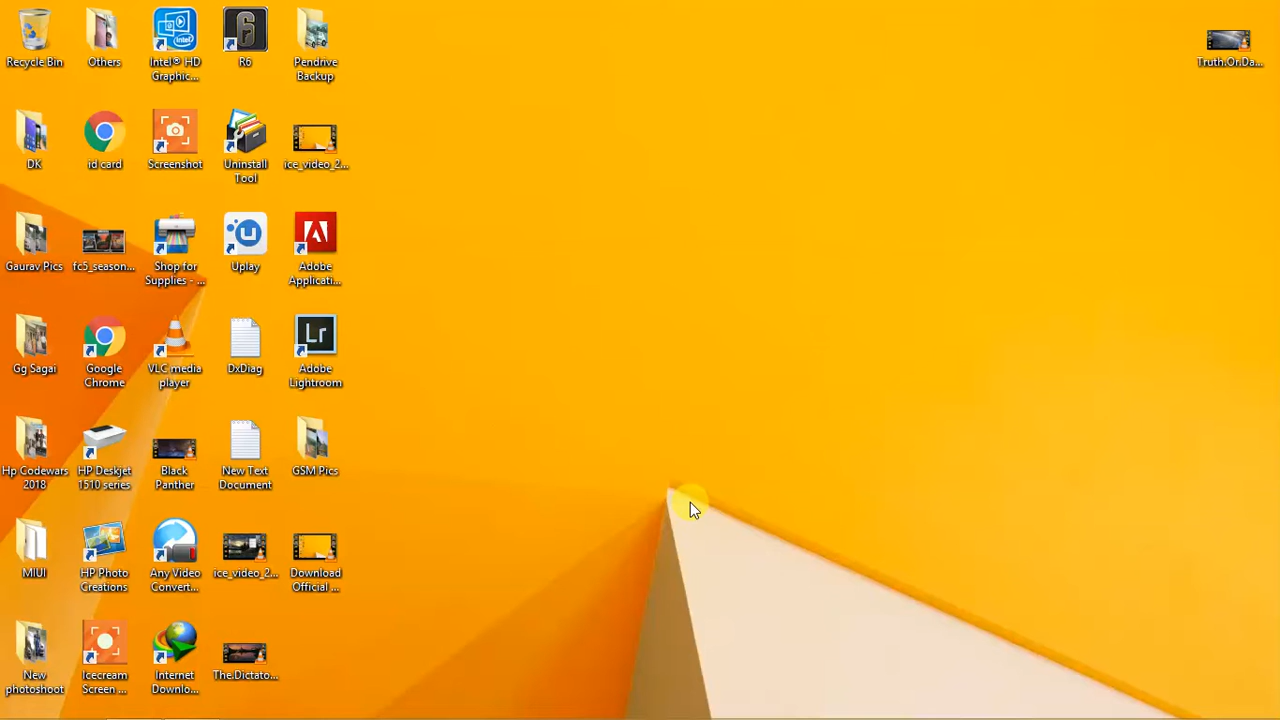 Recycle Bin
Others
Intel® HD
Graphic...
R6
Pendrive
Backup
Truth.Or.Da...
DK
id card
Screenshot
Uninstall
Tool
ice_video_2...
Gaurav Pics
fc5_season...
Shop for
Supplies - ...
Uplay
Adobe
Applicati...
Gg Sagai
Google
Chrome
VLC media
player
DxDiag
Adobe
Lightroom
Hp Codewars
2018
HP Deskjet
1510 series
Black
Panther
New Text
Document
GSM Pics
MIUI
HP Photo
Creations
Any Video
Convert...
ice_video_2...
Download
Official ...
New
photoshoot
Icecream
Screen ...
Internet
Downlo...
The.Dictato...